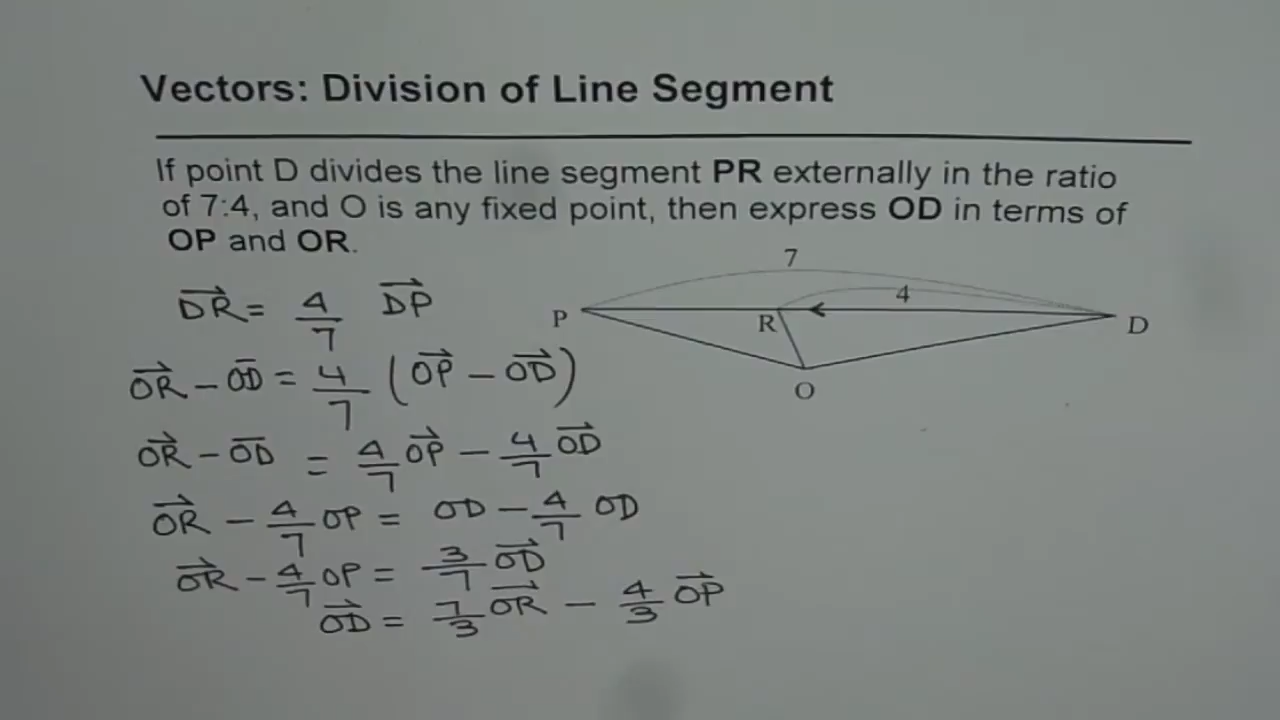 Vectors: Division of Line Segment
If point D divides the line segment PR externally in the ratio
of 7:4, and O is any fixed point, then express OD in terms of
OP and OR.
7
4
P
R
D
O
DR = 4/7 DP
OR - OD = 4/7 (OP - OD)
OR - OD = 4/7 OP - 4/7 OD
OR - 4/7 OP = OD - 4/7 OD
OR - 4/7 OP = 3/7 OD
OD = 7/3 OR - 4/3 OP